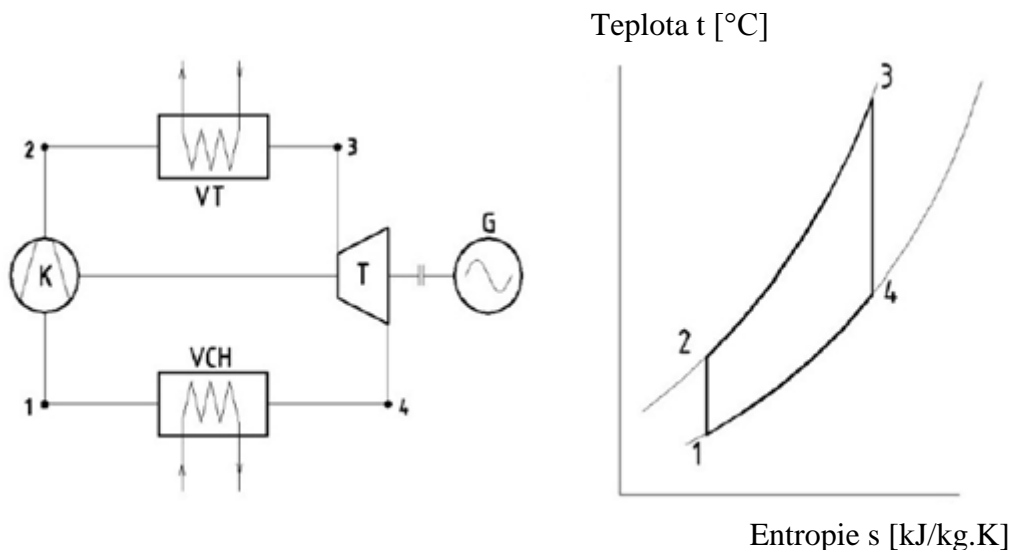 Teplota t [°C]
2
VT
3
K
T
G
VCH
1
4
3
2
4
1
Entropie s [kJ/kg.K]